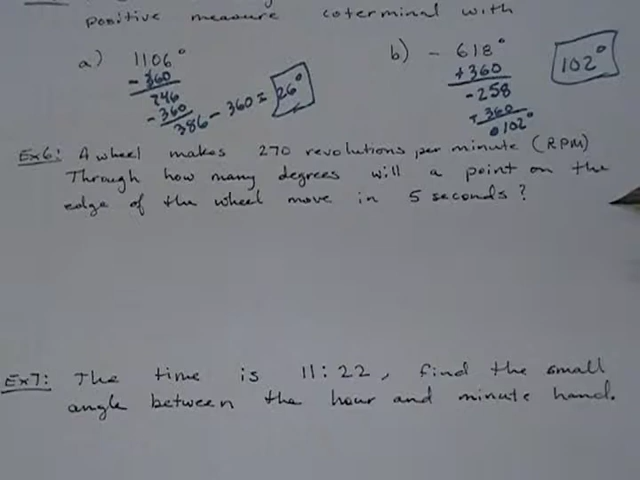 positive measure coterminal with
a) 1106°
- 360
746
- 360
386 - 360 = 26°
b) - 618°
+ 360
- 258
+ 360
102°
102°
Ex6: A wheel makes 270 revolutions per minute (RPM)
Through how many degrees will a point on the
edge of the wheel move in 5 seconds?
Ex7: The time is 11:22, find the small
angle between the hour and minute hand.